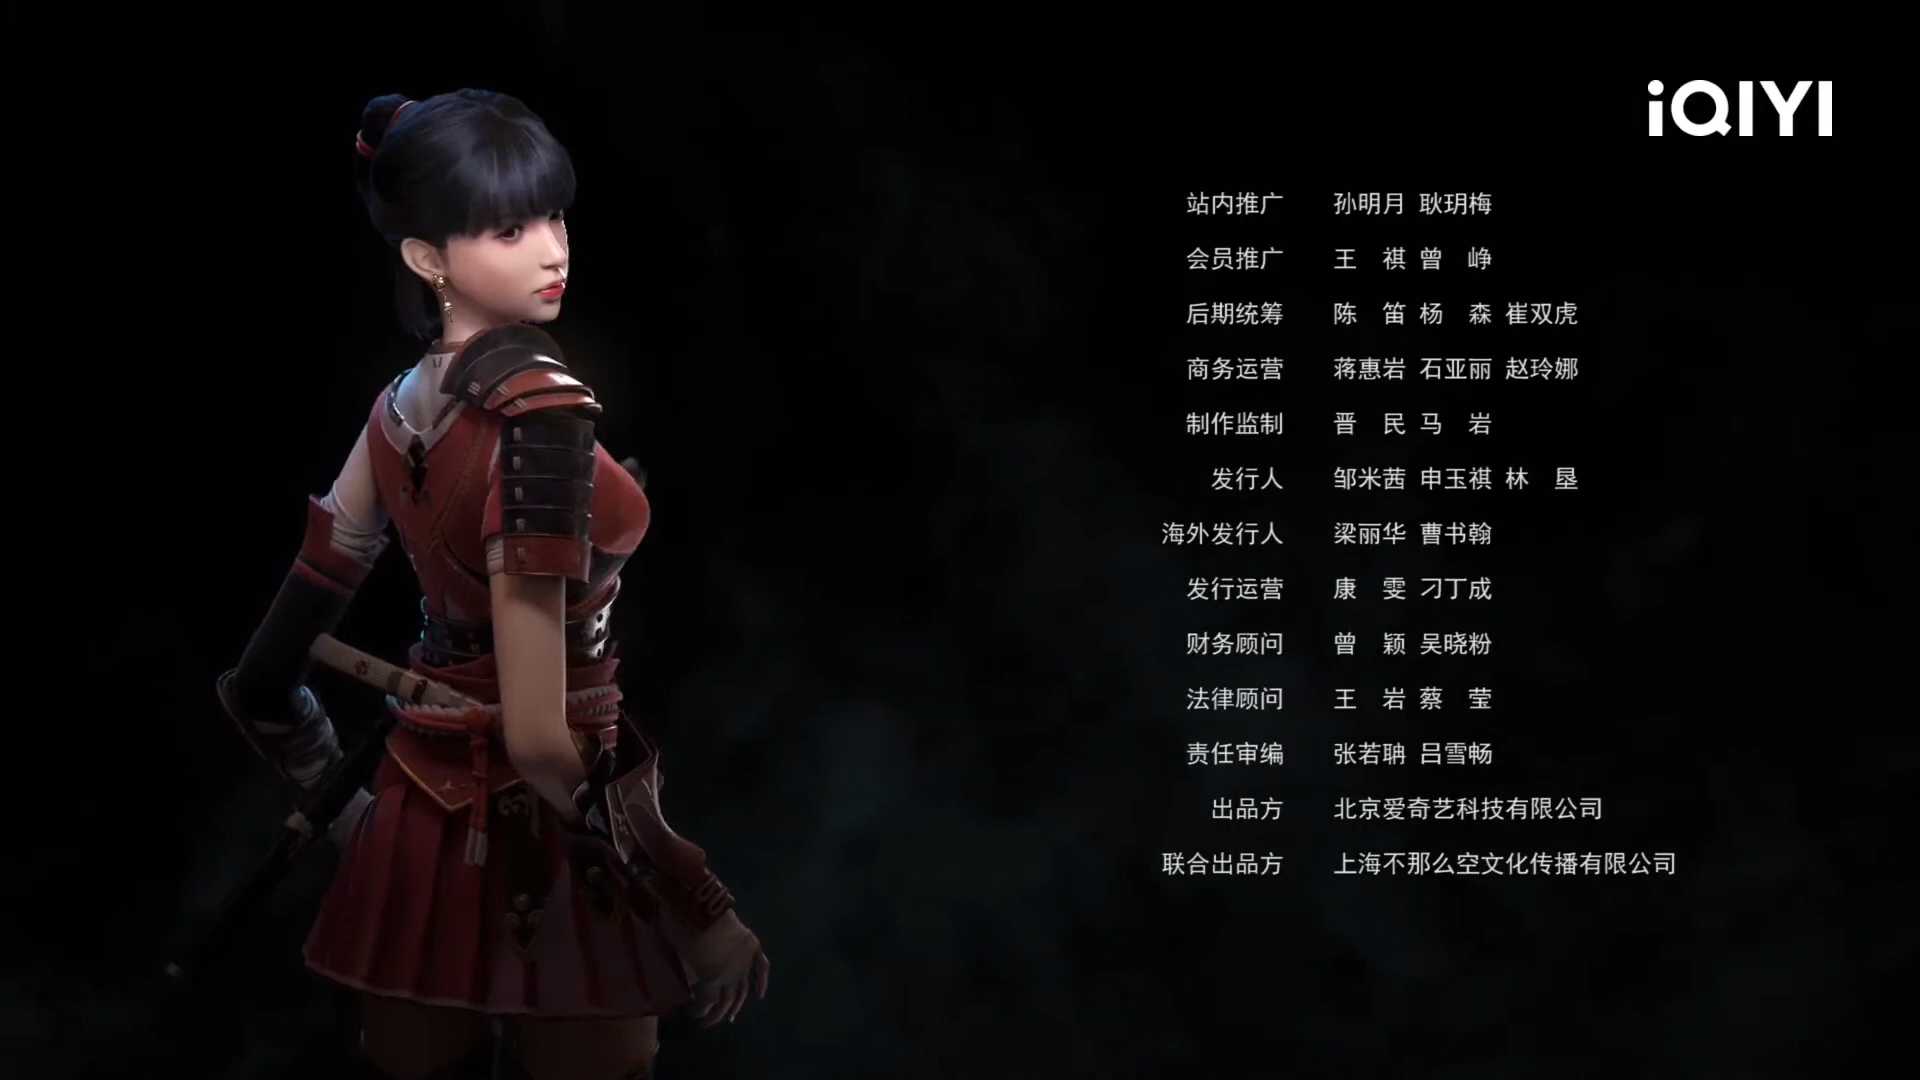 iQIYI
站内推广 孙明月 耿玥梅
会员推广 王 祺 曾 峥
后期统筹 陈 笛 杨 森 崔双虎
商务运营 蒋惠岩 石亚丽 赵玲娜
制作监制 晋 民 马 岩
发行人 邹米茜 申玉祺 林 垦
海外发行人 梁丽华 曹书翰
发行运营 康 雯 刁丁成
财务顾问 曾 颖 吴晓粉
法律顾问 王 岩 蔡 莹
责任审编 张若聃 吕雪畅
出品方 北京爱奇艺科技有限公司
联合出品方 上海不那么空文化传播有限公司